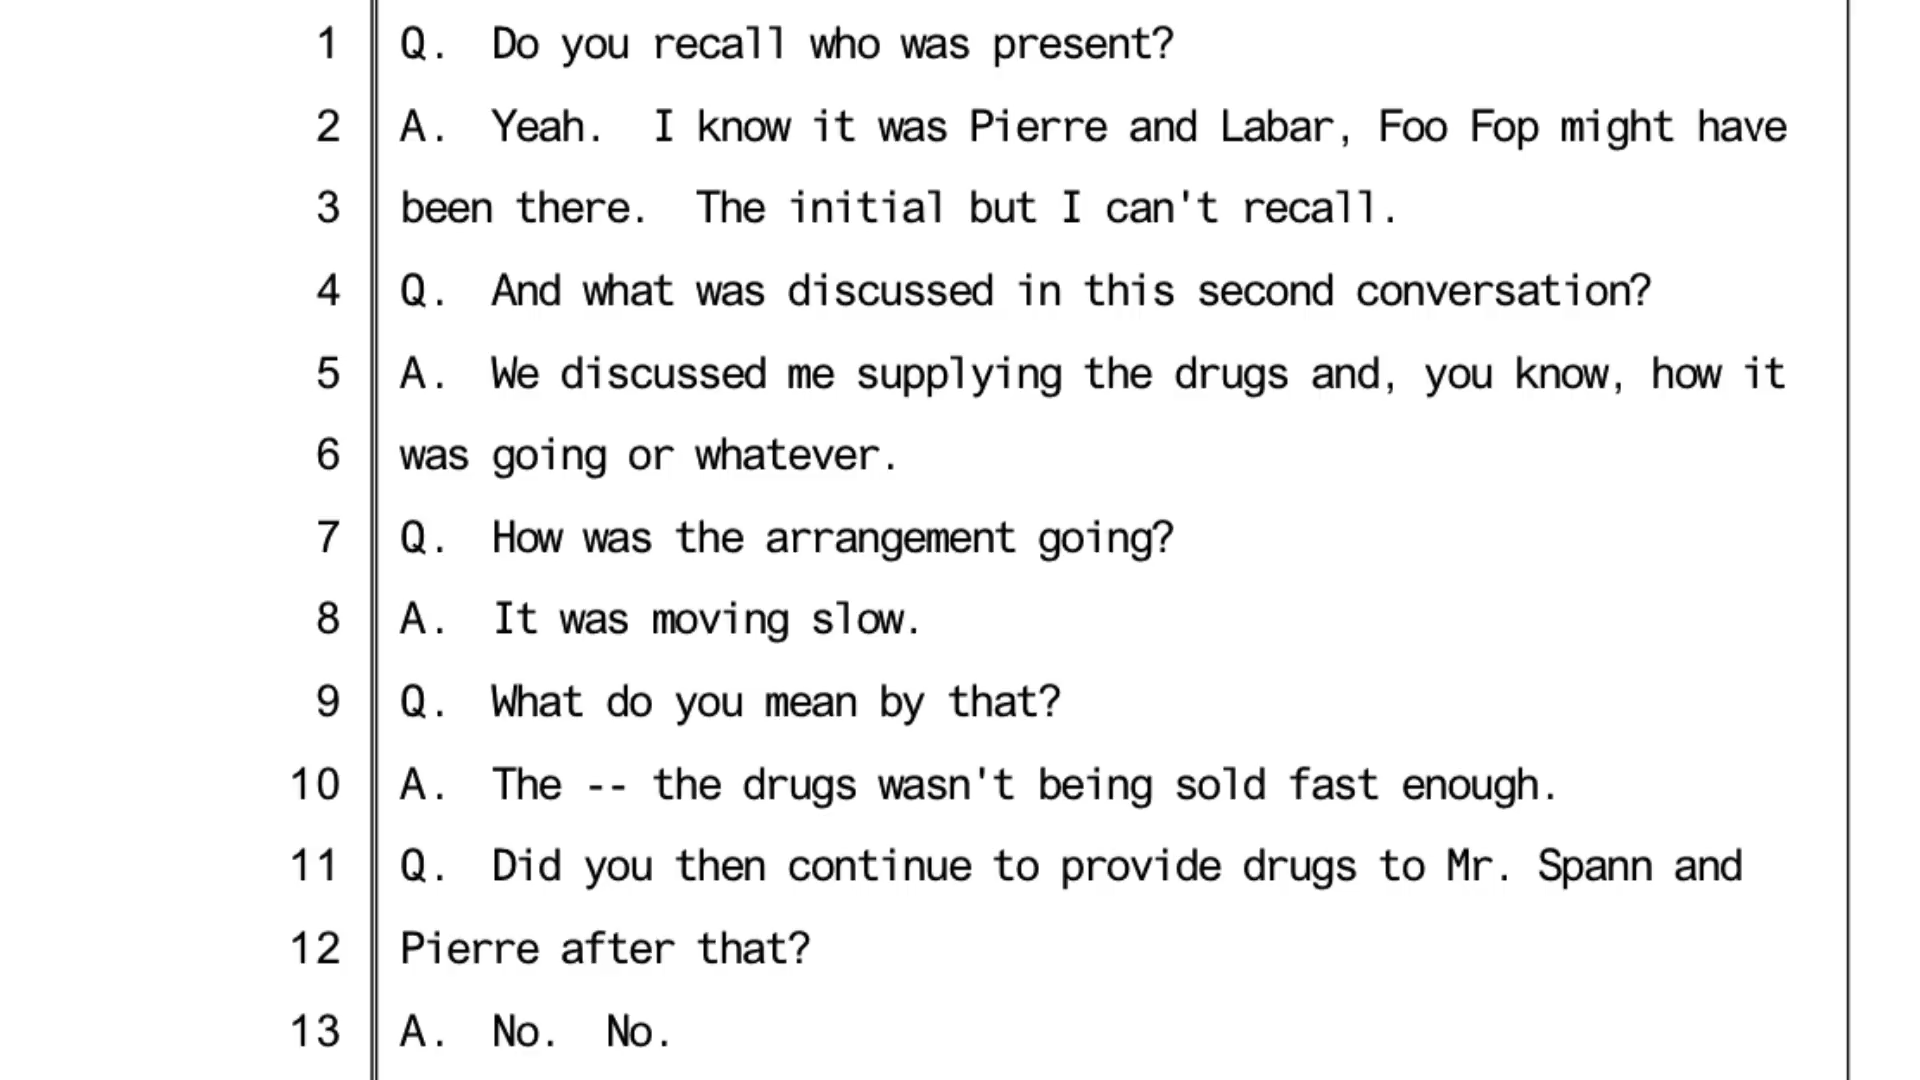 1 Q. Do you recall who was present?
2 A. Yeah. I know it was Pierre and Labar, Foo Fop might have
3 been there. The initial but I can't recall.
4 Q. And what was discussed in this second conversation?
5 A. We discussed me supplying the drugs and, you know, how it
6 was going or whatever.
7 Q. How was the arrangement going?
8 A. It was moving slow.
9 Q. What do you mean by that?
10 A. The -- the drugs wasn't being sold fast enough.
11 Q. Did you then continue to provide drugs to Mr. Spann and
12 Pierre after that?
13 A. No. No.